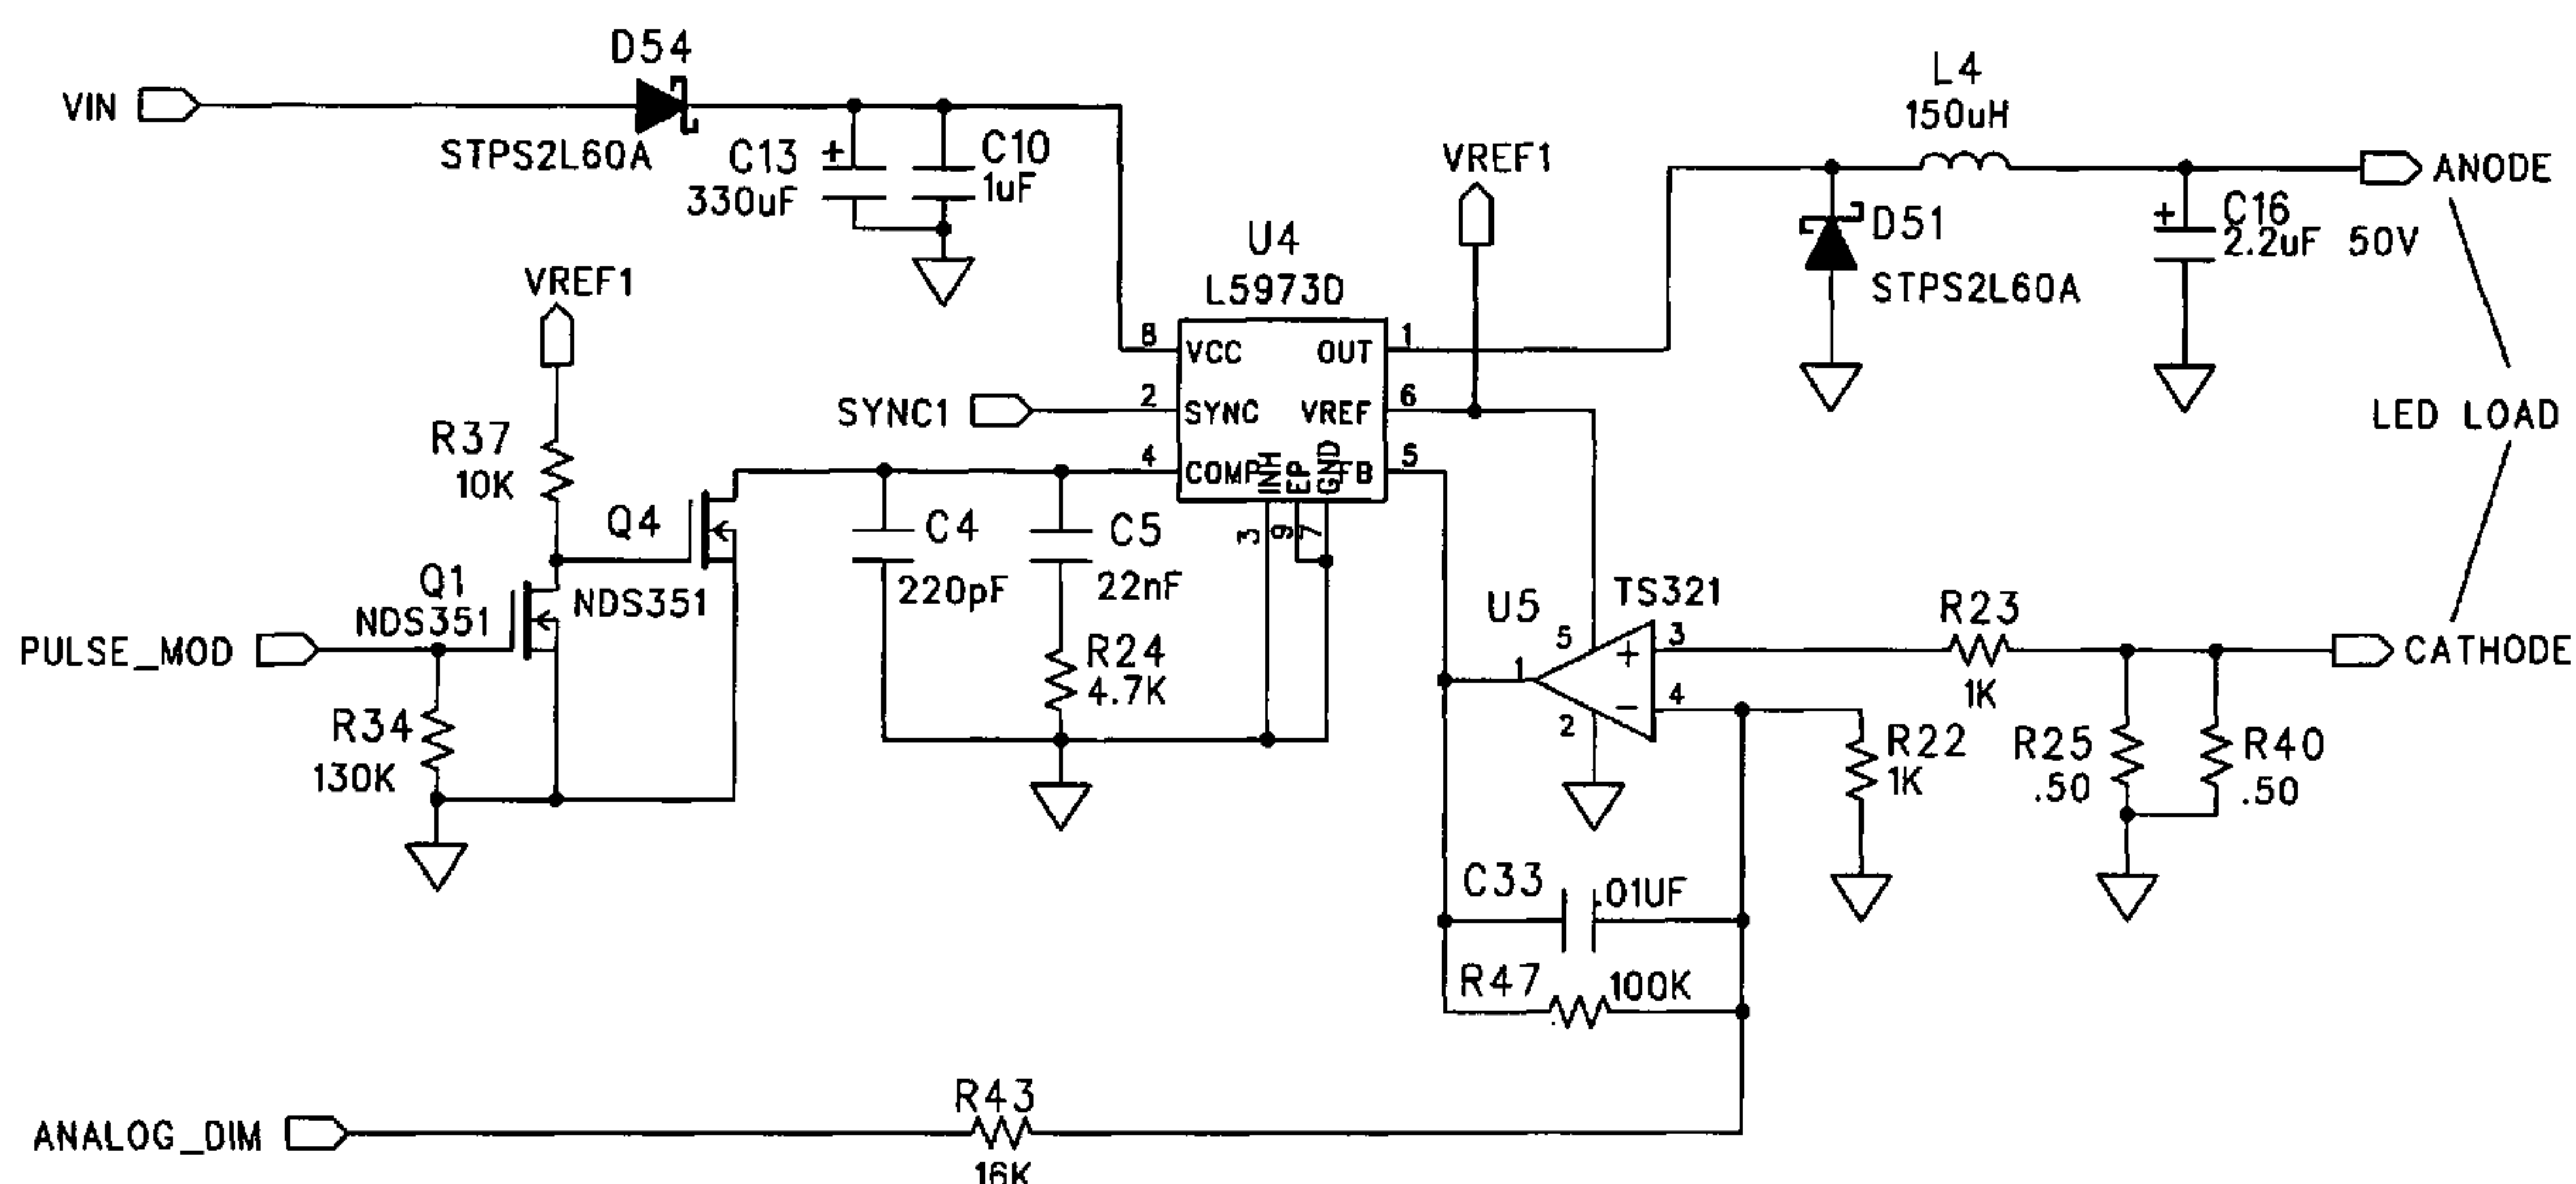 D54
VIN
STPS2L60A
C13
330uF
+
C10
1uF
L4
150uH
VREF1
ANODE
D51
STPS2L60A
+
C16
2.2uF 50V
U4
L5973D
VREF1
8
VCC
OUT
1
SYNC1
2
SYNC
VREF
6
4
COMP
INH
EP
GND
FB
5
3
9
7
LED LOAD
R37
10K
Q4
NDS351
Q1
NDS351
PULSE_MOD
R34
130K
C4
220pF
C5
22nF
R24
4.7K
U5
TS321
5
+
3
1
4
-
2
R23
1K
CATHODE
R22
1K
R25
.50
R40
.50
C33
.01UF
R47
100K
R43
16K
ANALOG_DIM